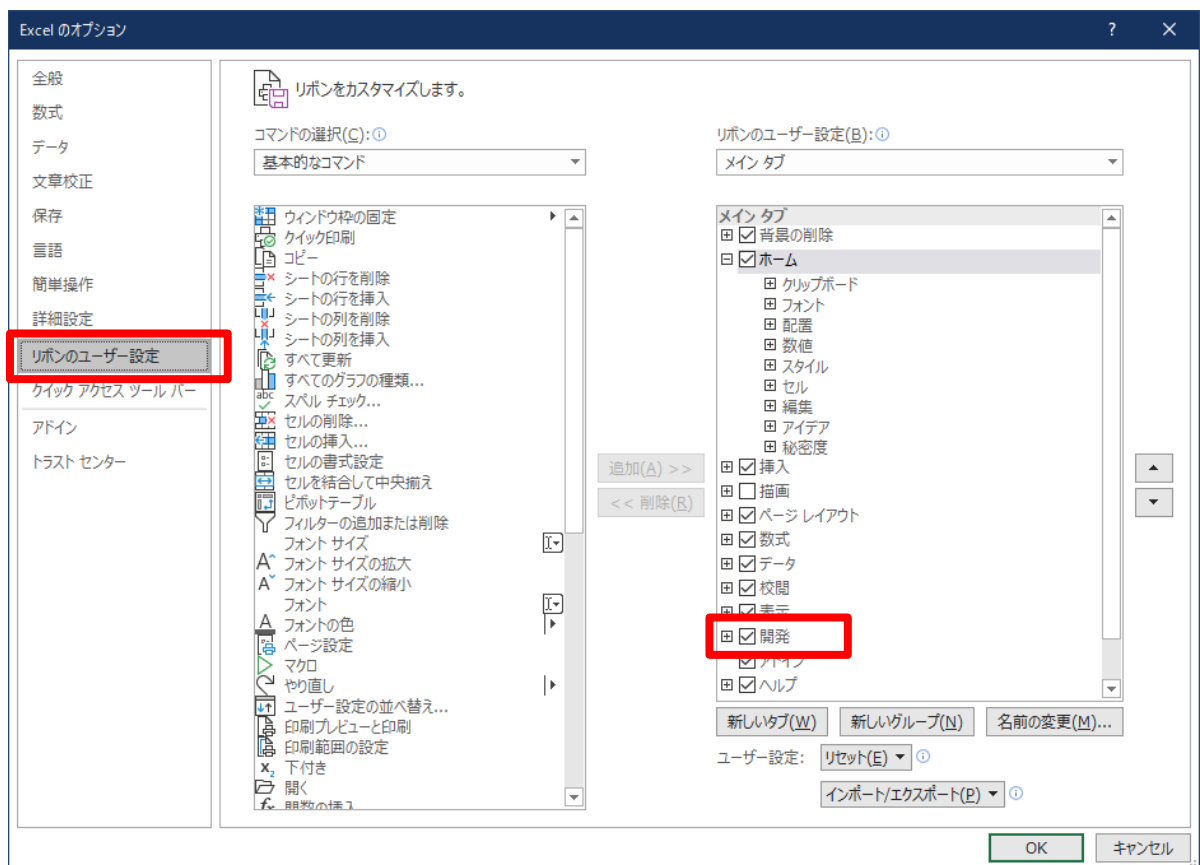 Excel のオプション
?
全般
数式
データ
文章校正
保存
言語
簡単操作
詳細設定
リボンのユーザー設定
クイック アクセス ツール バー
アドイン
トラスト センター
リボンをカスタマイズします。
コマンドの選択(C):
基本的なコマンド
ウィンドウ枠の固定
クイック印刷
コピー
シートの行を削除
シートの行を挿入
シートの列を削除
シートの列を挿入
すべて更新
すべてのグラフの種類...
abc
スペル チェック...
セルの削除...
セルの挿入...
セルの書式設定
セルを結合して中央揃え
ピボットテーブル
フィルターの追加または削除
フォント サイズ
フォント サイズの拡大
フォント サイズの縮小
フォント
フォントの色
ページ設定
マクロ
やり直し
ユーザー設定の並べ替え...
印刷プレビューと印刷
印刷範囲の設定
下付き
開く
関数の挿入
追加(A) >>
<< 削除(R)
リボンのユーザー設定(B):
メイン タブ
メイン タブ
背景の削除
ホーム
クリップボード
フォント
配置
数値
スタイル
セル
編集
アイデア
秘密度
挿入
描画
ページ レイアウト
数式
データ
校閲
表示
開発
アドイン
ヘルプ
新しいタブ(W)
新しいグループ(N)
名前の変更(M)...
ユーザー設定:
リセット(E)
インポート/エクスポート(P)
OK
キャンセル